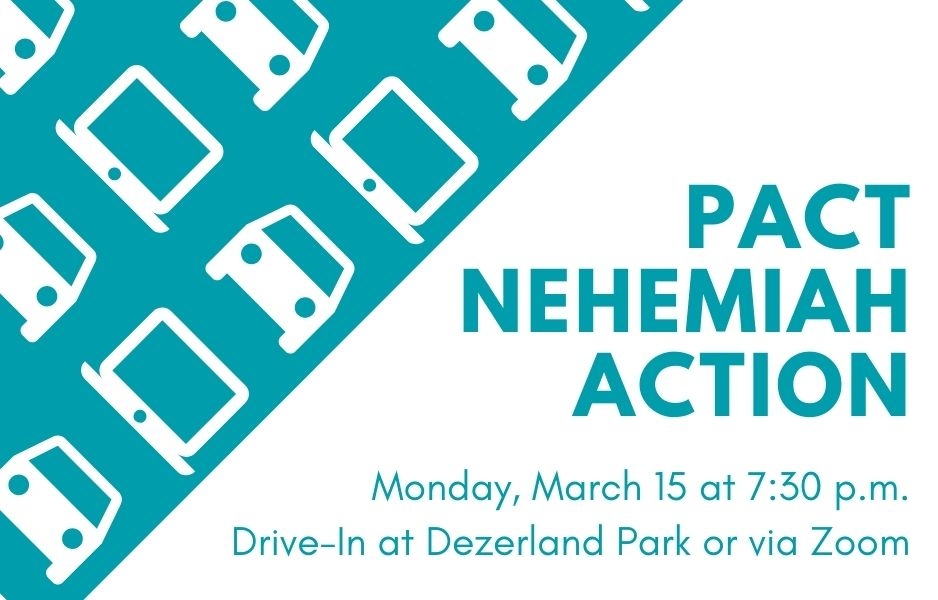 PACT
NEHEMIAH
ACTION
Monday, March 15 at 7:30 p.m.
Drive-In at Dezerland Park or via Zoom